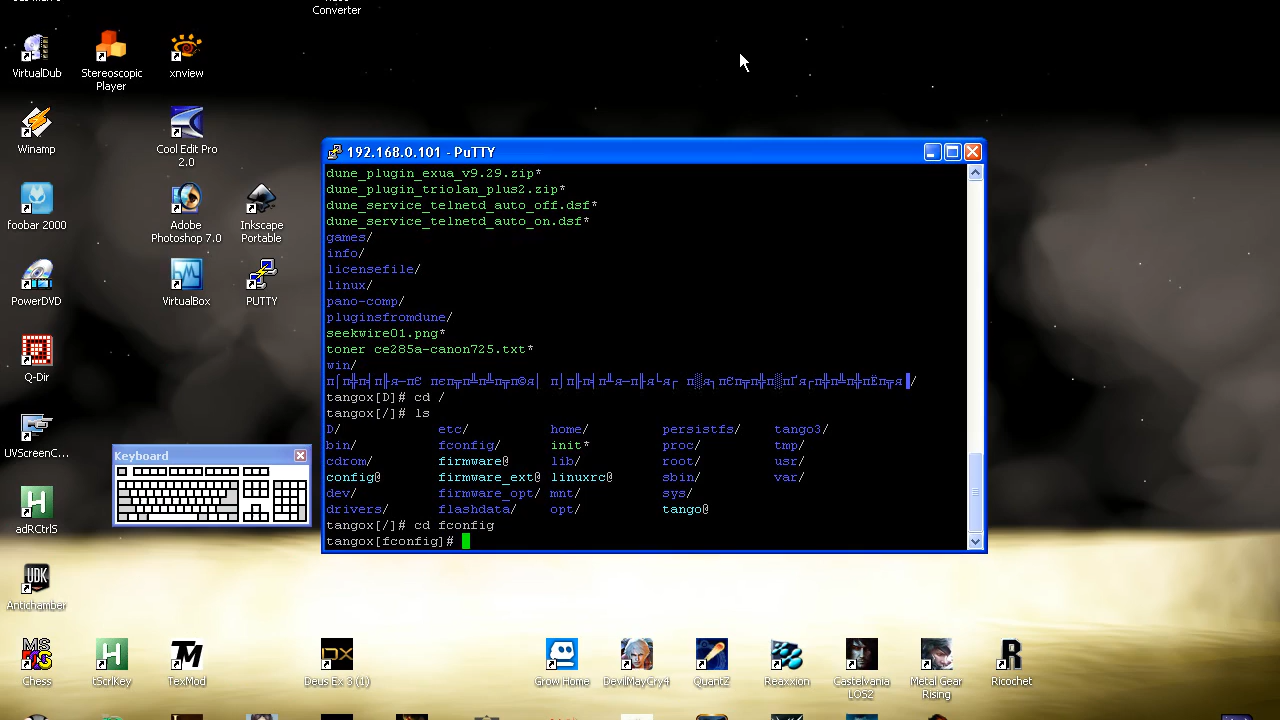 Converter
VirtualDub
Stereoscopic
Player
xnview
Winamp
Cool Edit Pro
2.0
foobar 2000
Adobe
Photoshop 7.0
Inkscape
Portable
PowerDVD
VirtualBox
PUTTY
Q-Dir
UVScreenC...
adRCtrlS
UDK
Antichamber
Keyboard
192.168.0.101 - PuTTY
dune_plugin_exua_v9.29.zip*
dune_plugin_triolan_plus2.zip*
dune_service_telnetd_auto_off.dsf*
dune_service_telnetd_auto_on.dsf*
games/
info/
licensefile/
linux/
pano-comp/
pluginsfromdune/
seekwire01.png*
toner ce285a-canon725.txt*
win/
tangox[D]# cd /
tangox[/]# ls
D/ etc/ home/ persistfs/ tango3/
bin/ fconfig/ init* proc/ tmp/
cdrom/ firmware@ lib/ root/ usr/
config@ firmware_ext@ linuxrc@ sbin/ var/
dev/ firmware_opt/ mnt/ sys/
drivers/ flashdata/ opt/ tango@
tangox[/]# cd fconfig
tangox[fconfig]#
Chess
tScrlKey
TexMod
Deus Ex 3 (1)
Grow Home
DevilMayCry4
QuantZ
Reaxxion
Castelvania
LOS2
Metal Gear
Rising
Ricochet